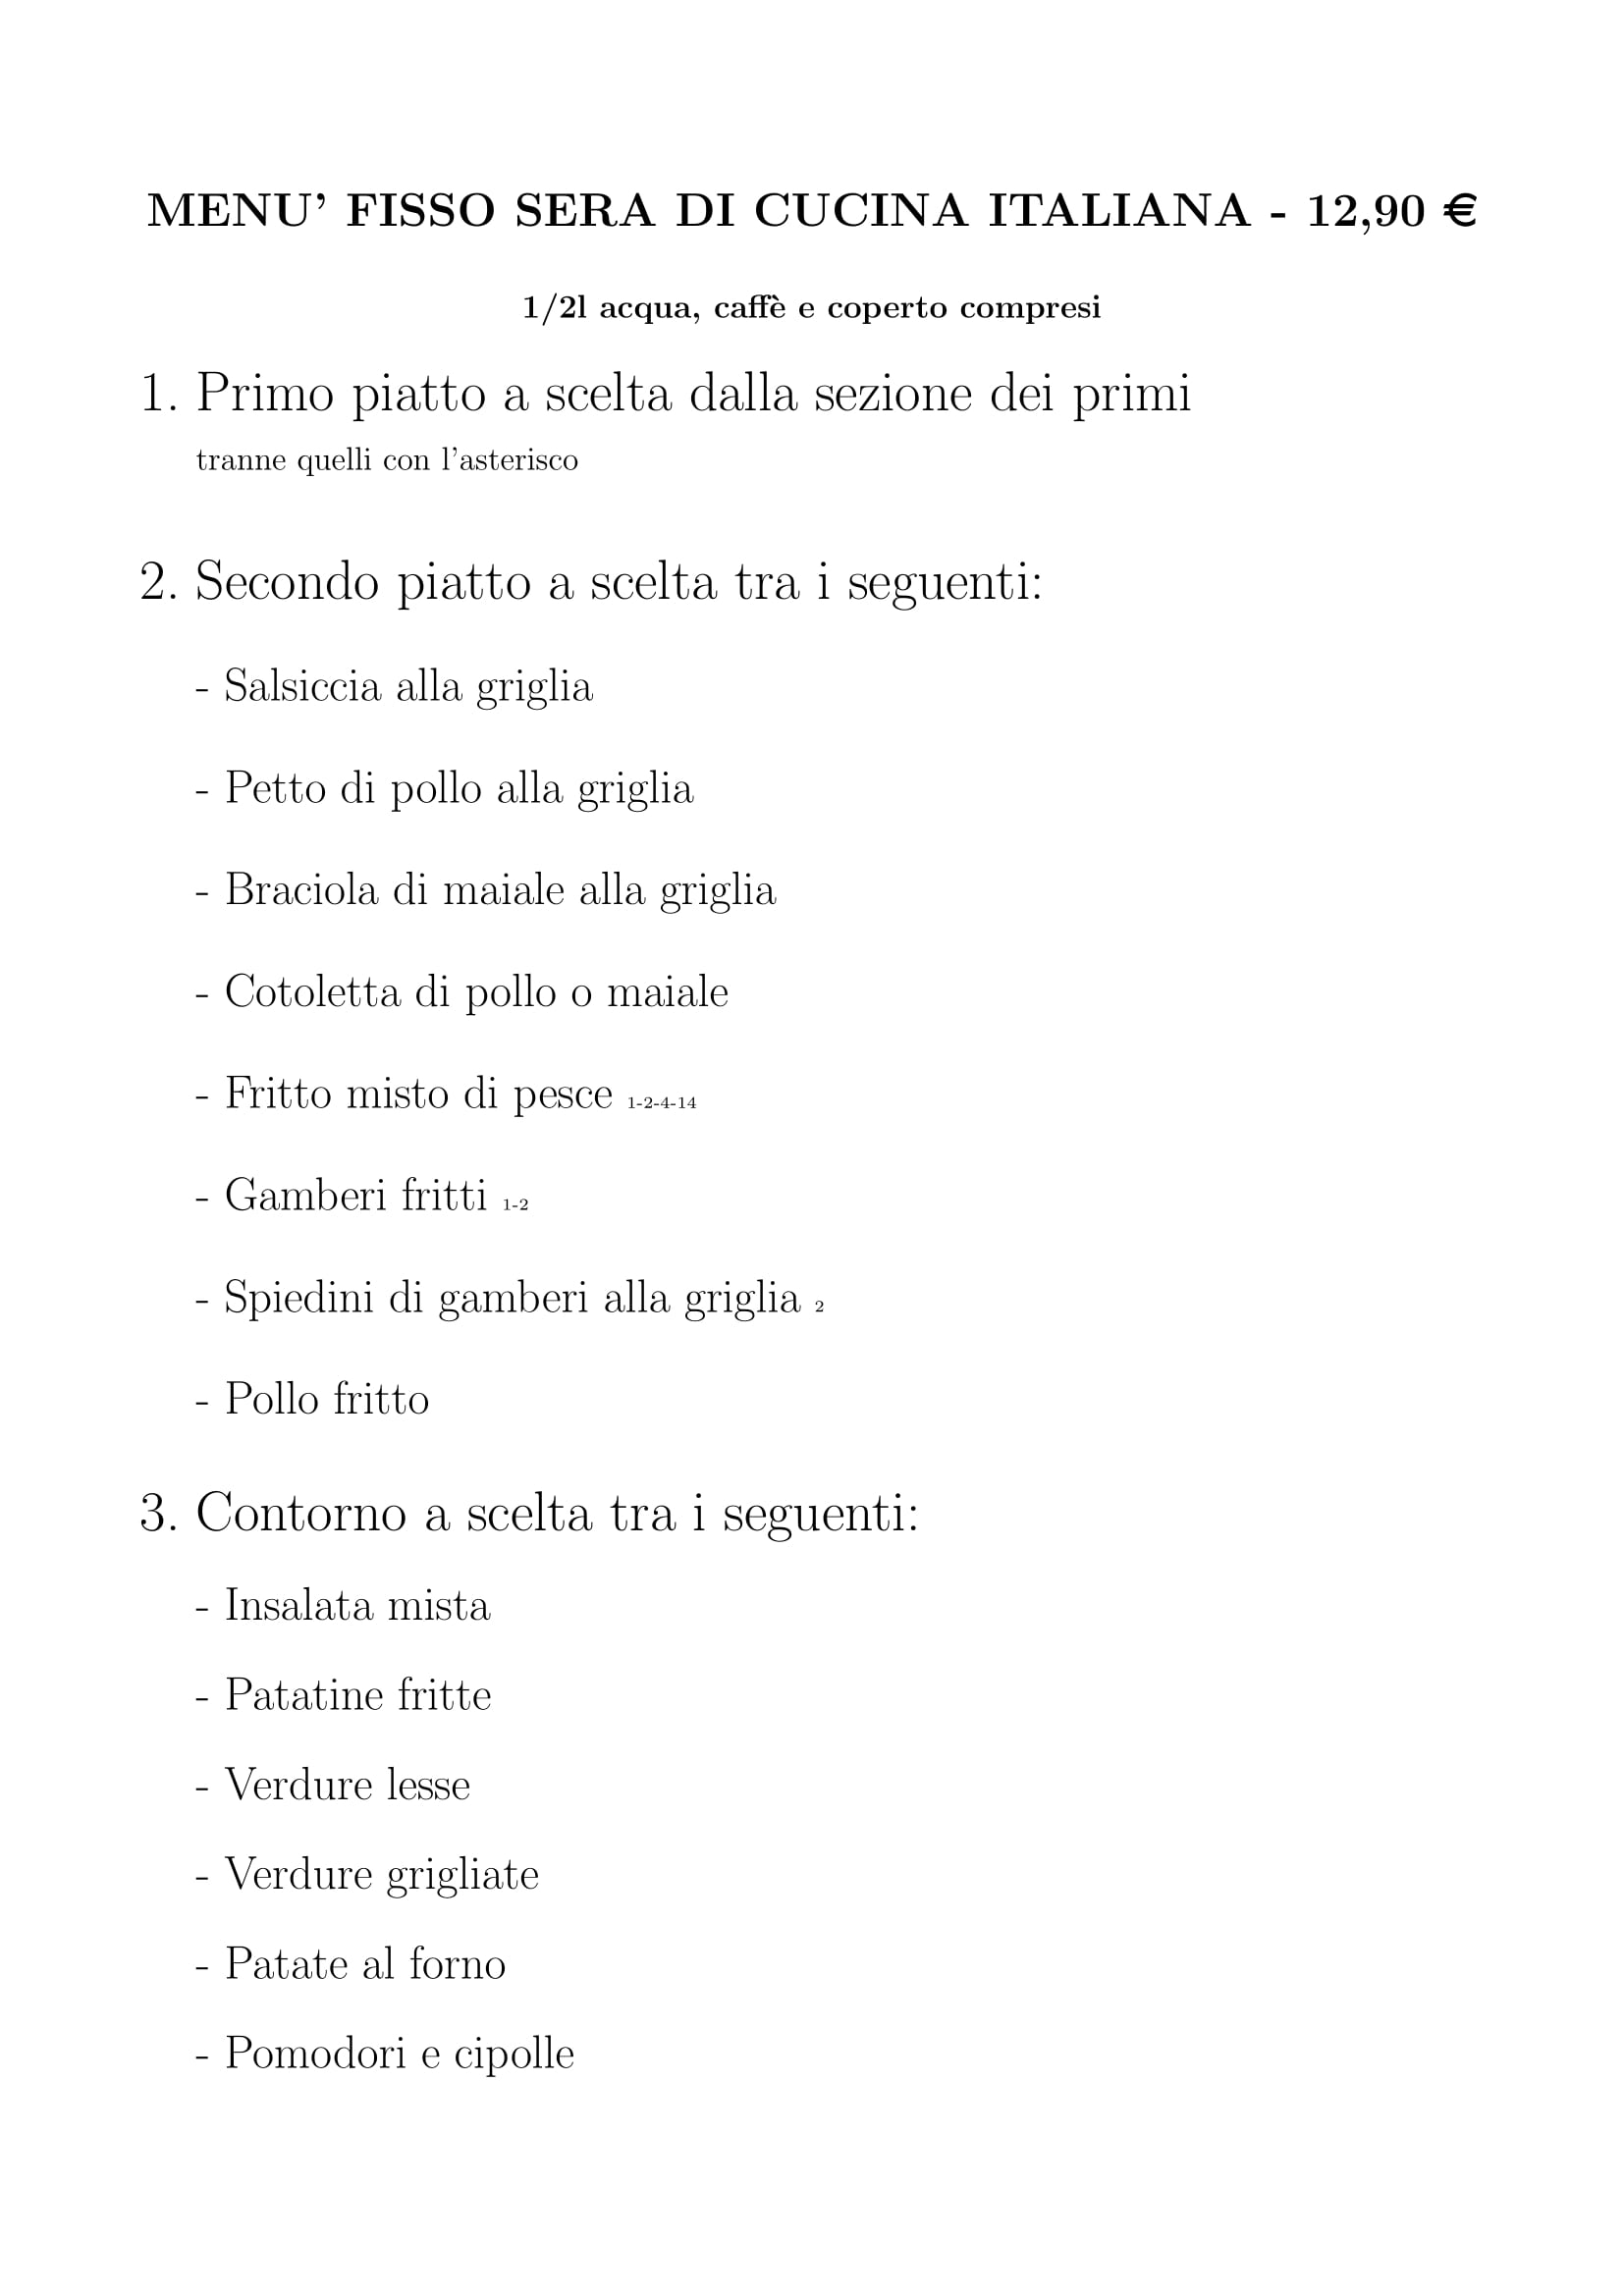 MENU' FISSO SERA DI CUCINA ITALIANA - 12,90 €
1/2l acqua, caffè e coperto compresi
1. Primo piatto a scelta dalla sezione dei primi
tranne quelli con l'asterisco
2. Secondo piatto a scelta tra i seguenti:
- Salsiccia alla griglia
- Petto di pollo alla griglia
- Braciola di maiale alla griglia
- Cotoletta di pollo o maiale
- Fritto misto di pesce 1-2-4-14
- Gamberi fritti 1-2
- Spiedini di gamberi alla griglia 2
- Pollo fritto
3. Contorno a scelta tra i seguenti:
- Insalata mista
- Patatine fritte
- Verdure lesse
- Verdure grigliate
- Patate al forno
- Pomodori e cipolle